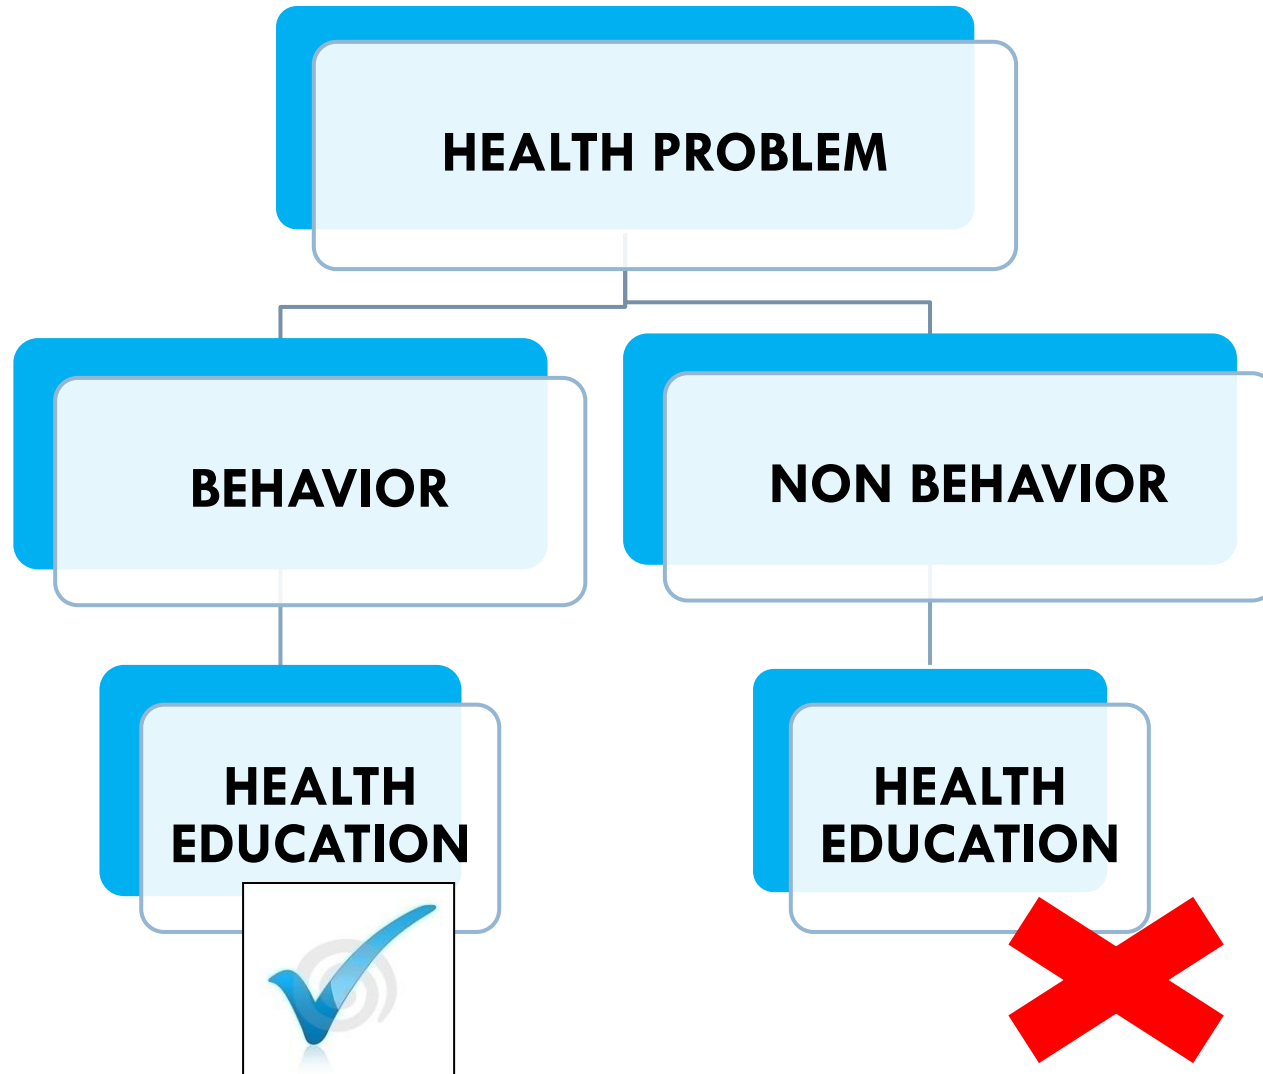 HEALTH PROBLEM
BEHAVIOR
NON BEHAVIOR
HEALTH
EDUCATION
HEALTH
EDUCATION